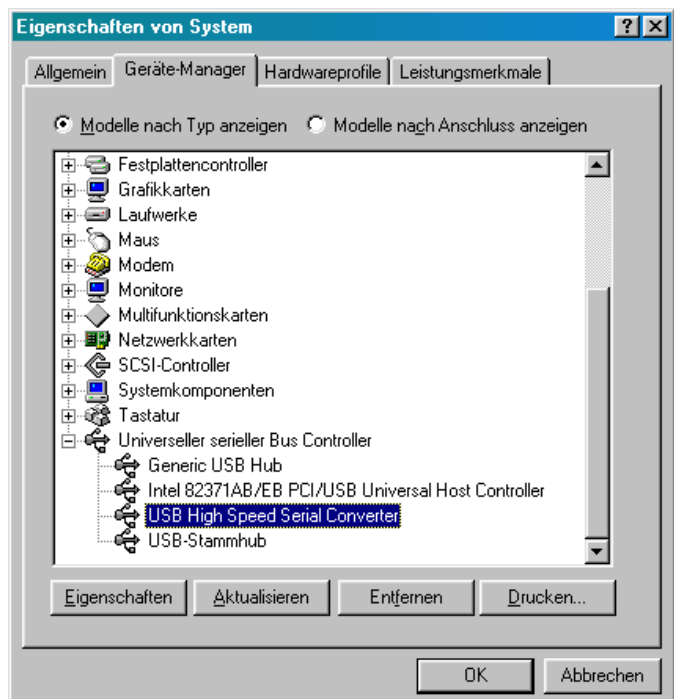 Eigenschaften von System
Allgemein Geräte-Manager Hardwareprofile Leistungsmerkmale
Modelle nach Typ anzeigen Modelle nach Anschluss anzeigen
Festplattencontroller
Grafikkarten
Laufwerke
Maus
Modem
Monitore
Multifunktionskarten
Netzwerkkarten
SCSI-Controller
Systemkomponenten
Tastatur
Universeller serieller Bus Controller
Generic USB Hub
Intel 82371AB/EB PCI/USB Universal Host Controller
USB High Speed Serial Converter
USB-Stammhub
Eigenschaften Aktualisieren Entfernen Drucken...
OK Abbrechen